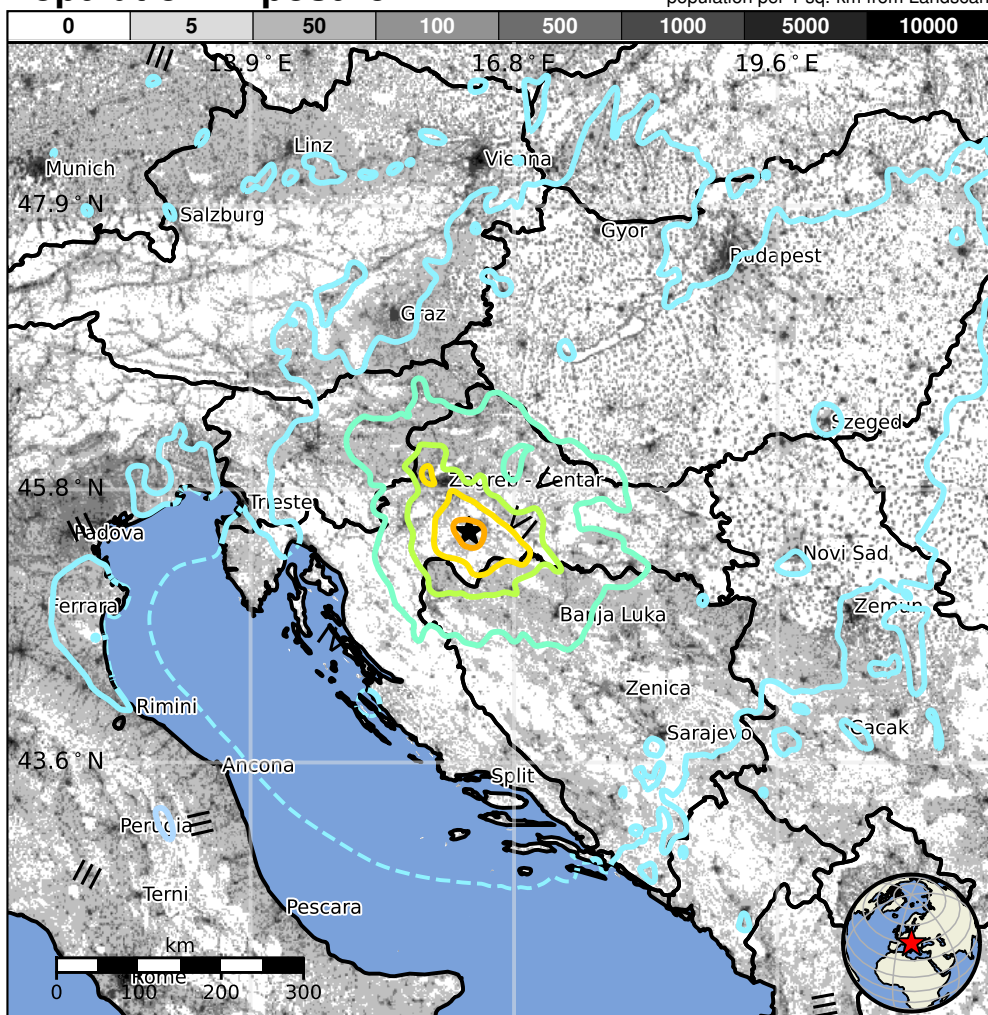 population per 1 sq. km from Landscan
0 5 50 100 500 1000 5000 10000
13.9°E 16.8°E 19.6°E
Linz
Munich
Vienna
47.9°N
Salzburg
Gyor
Budapest
Graz
Szeged
45.8°N
Zagreb - Centar
Trieste
Padova
Novi Sad
Ferrara
Banja Luka
Zemun
Zenica
Rimini
Sarajevo
Cacak
43.6°N
Ancona
Split
Perugia
Terni
Pescara
km
Rome
0 100 200 300